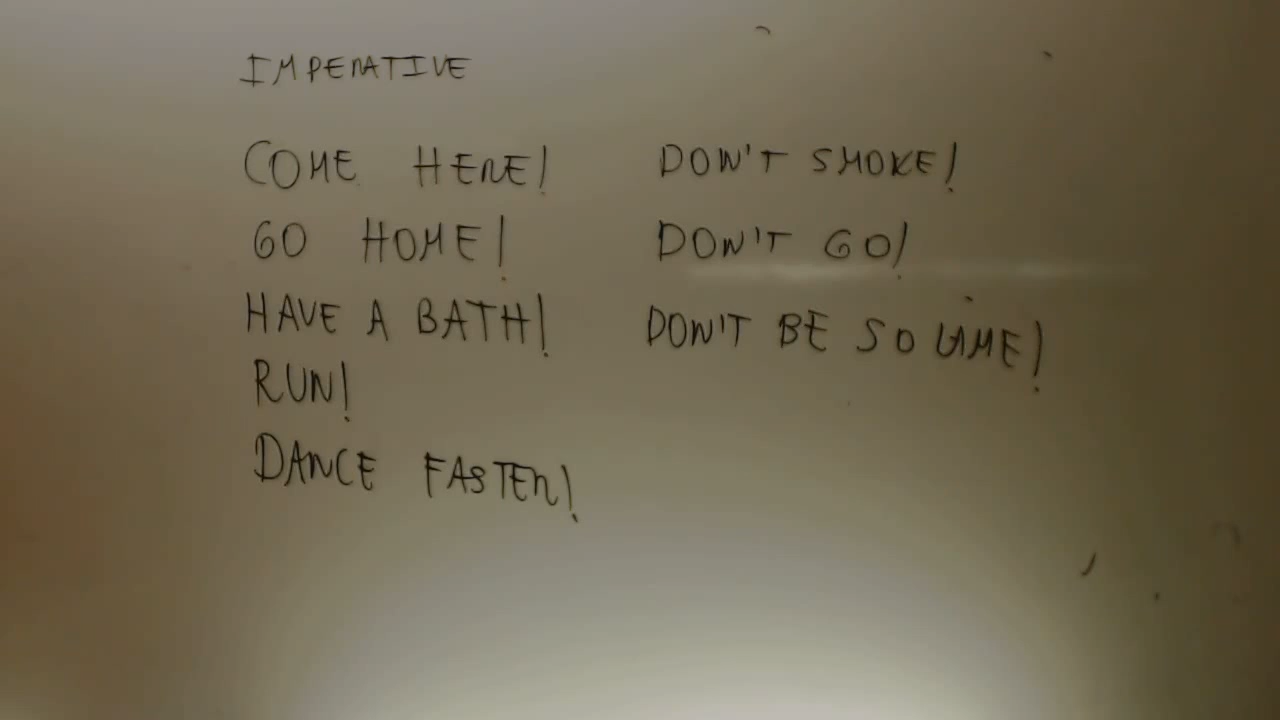 IMPERATIVE
COME HERE!
GO HOME!
HAVE A BATH!
RUN!
DANCE FASTER!
DON'T SMOKE!
DON'T GO!
DON'T BE SO LAME!